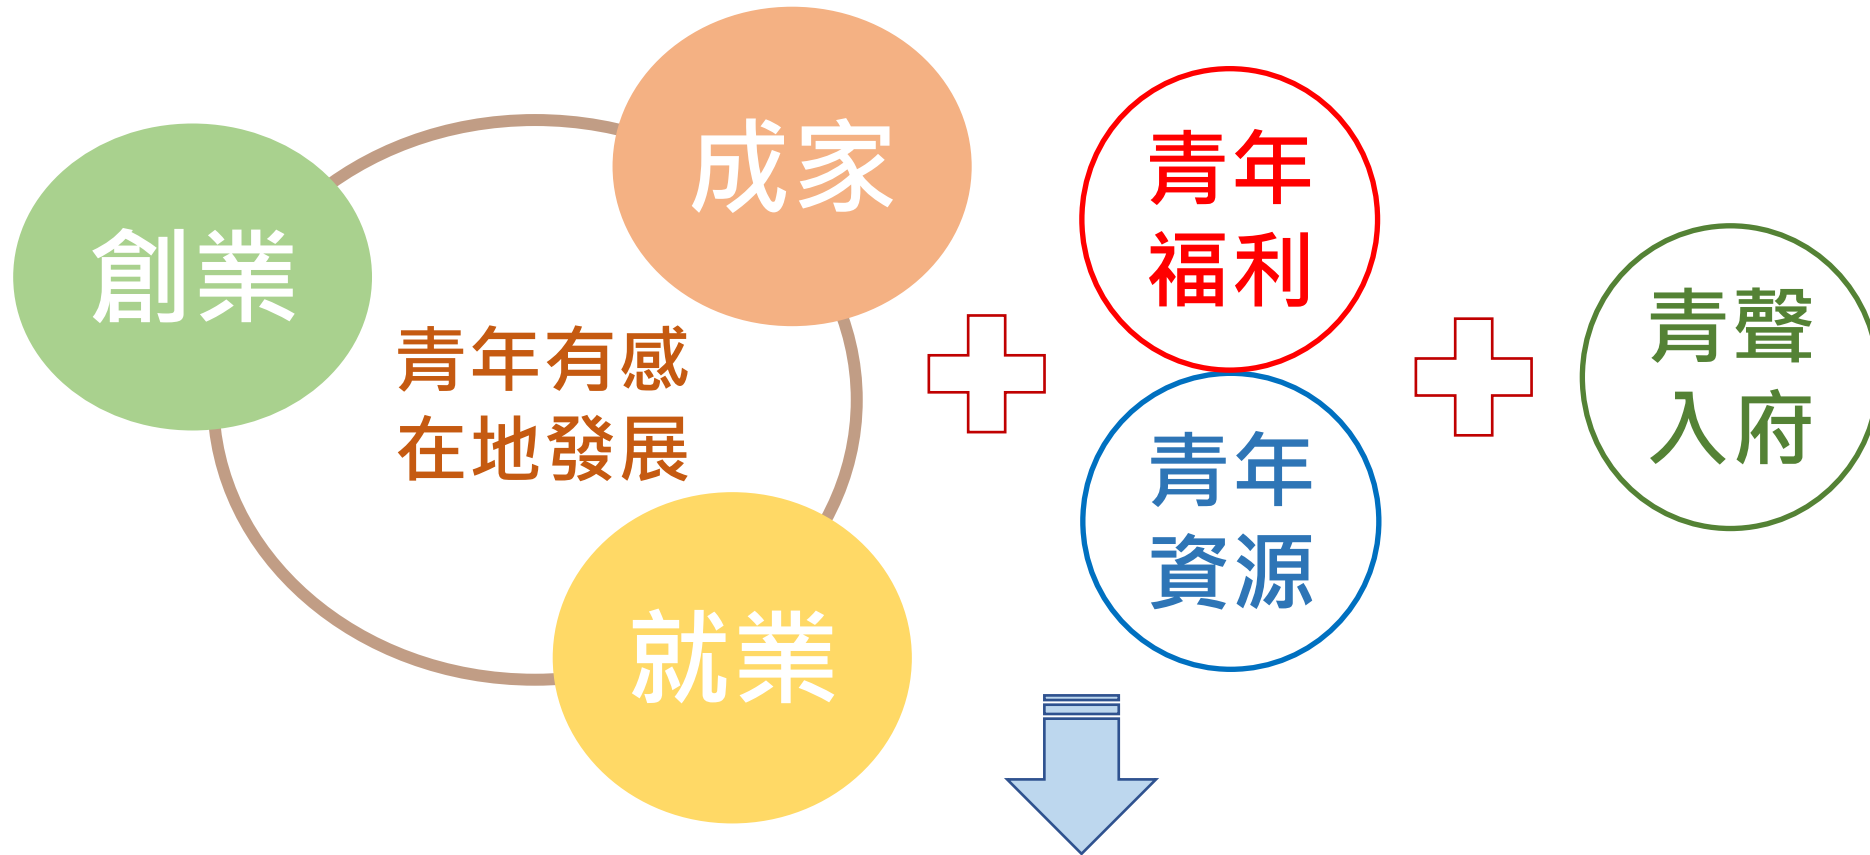 創業
成家
青年有感
在地發展
就業
青年
福利
青年
資源
青聲
入府